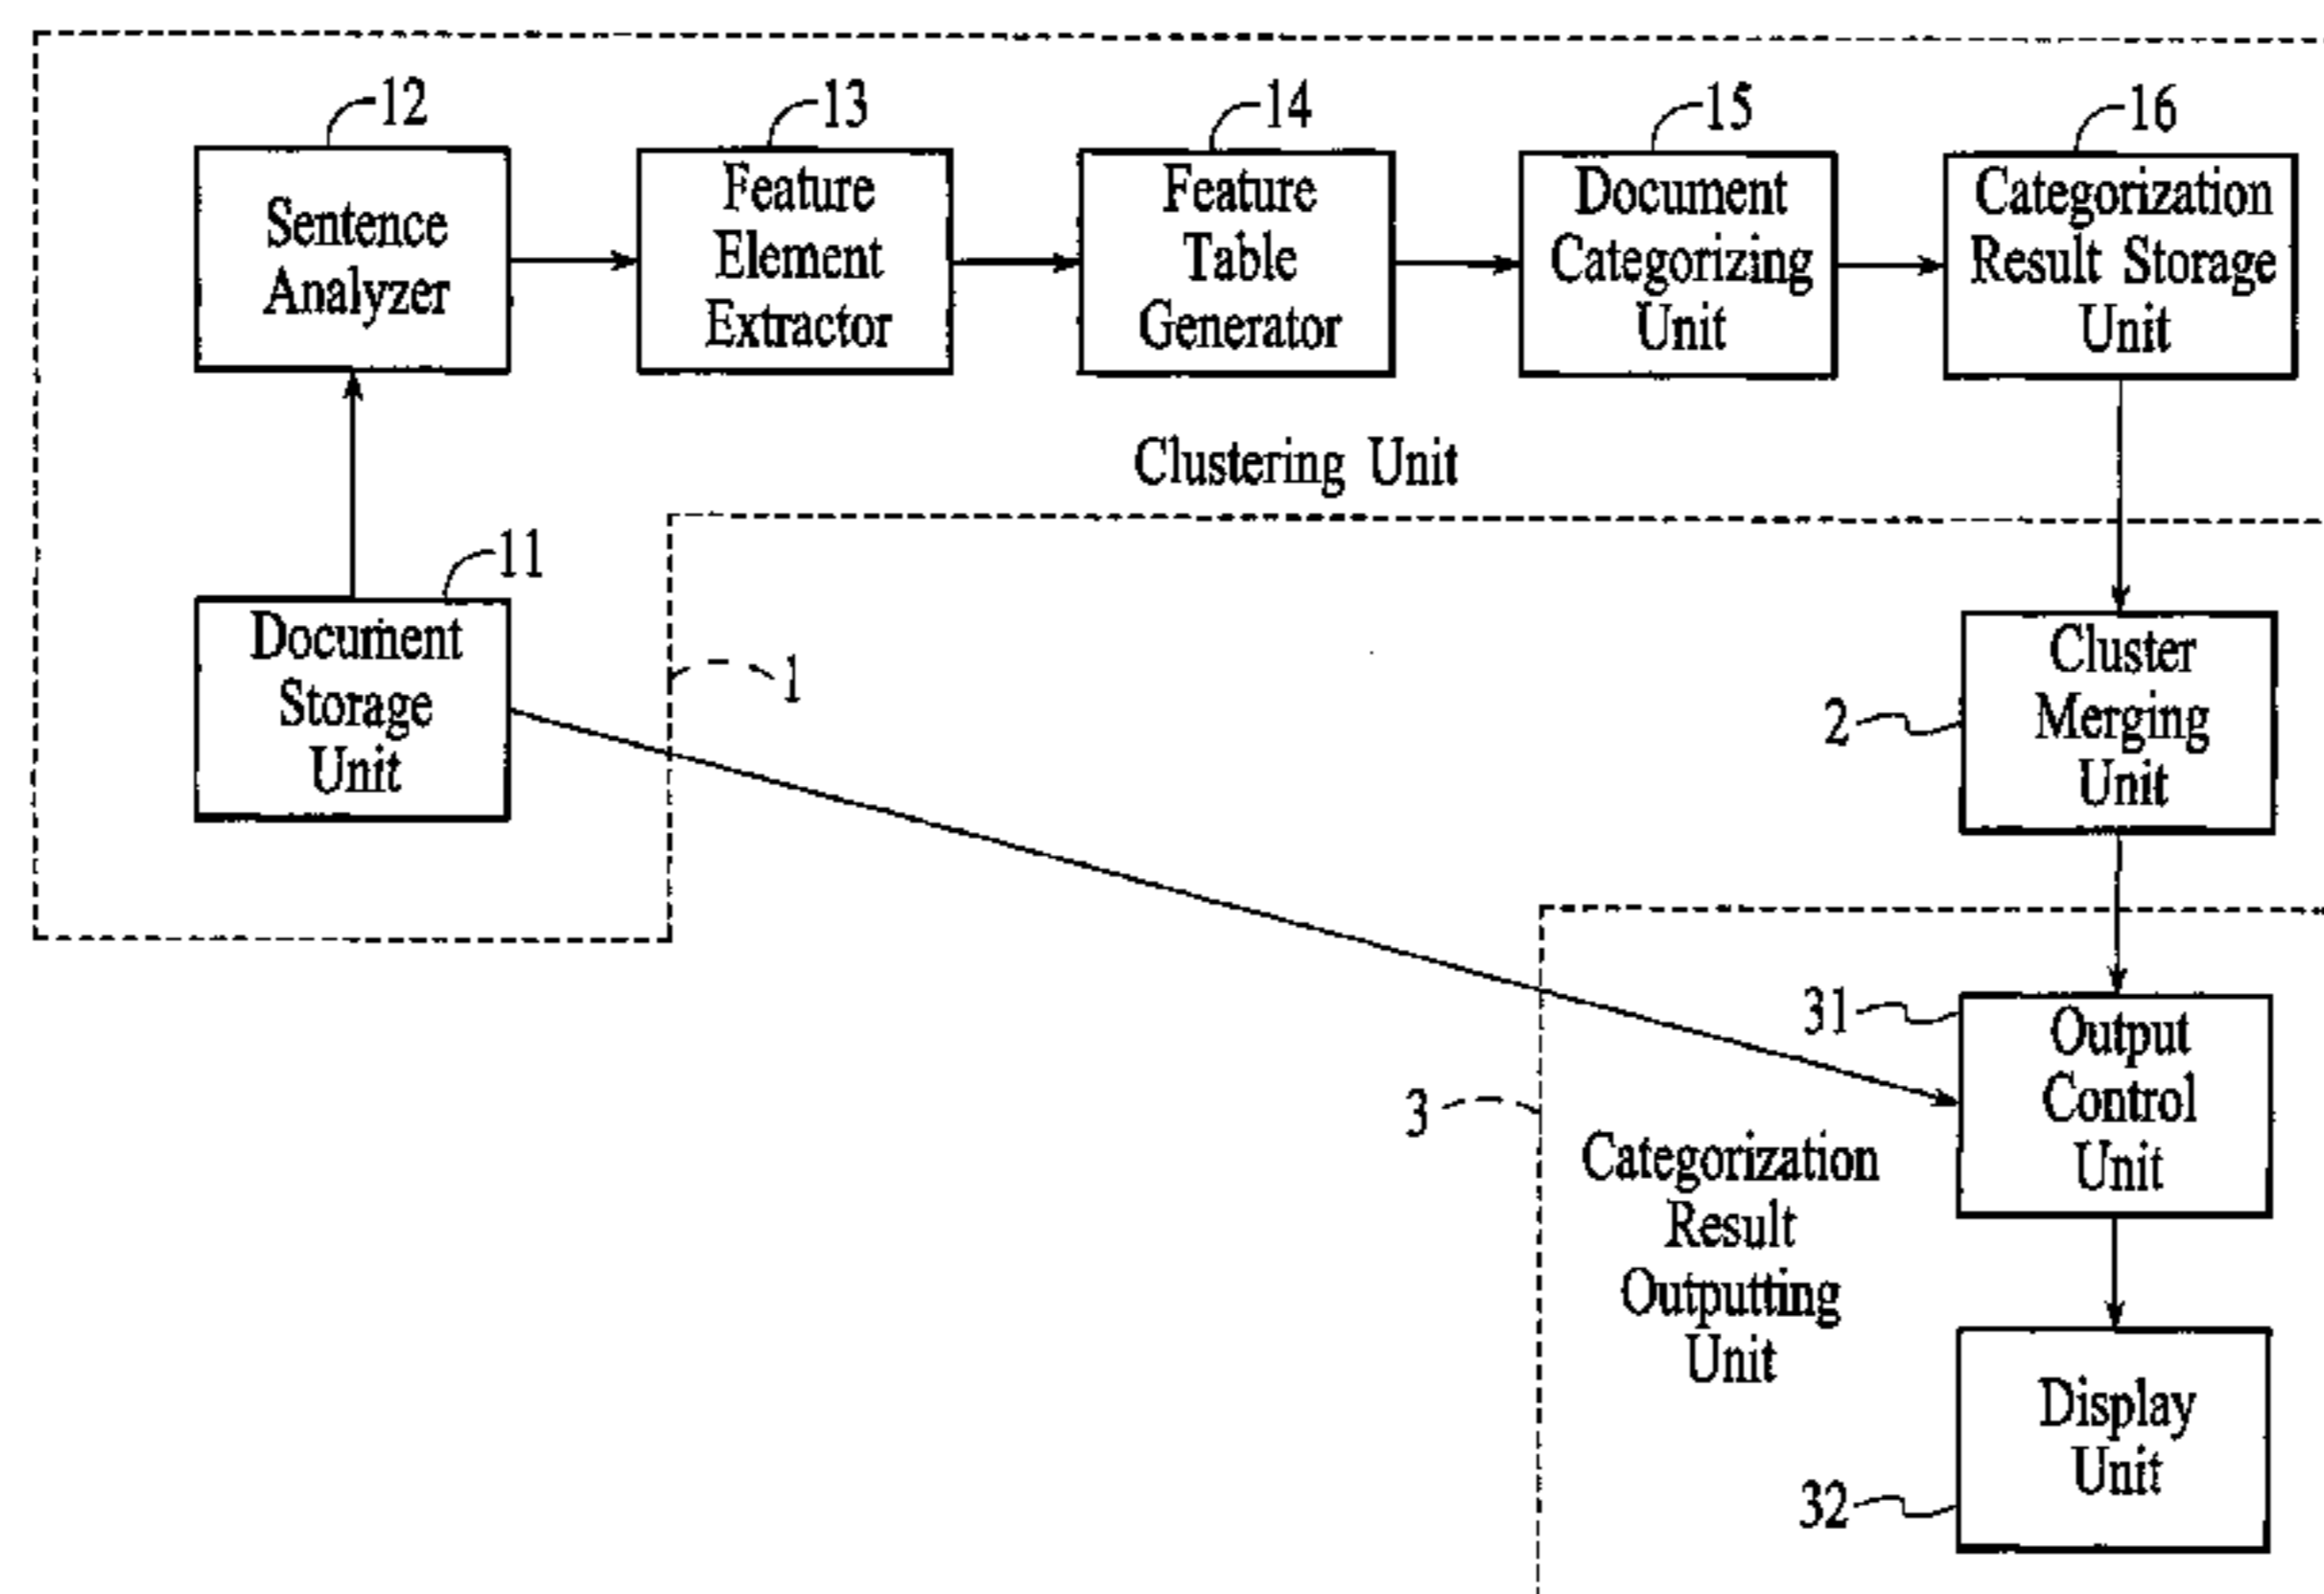 12
13
14
15
16
Sentence
Analyzer
Feature
Element
Extractor
Feature
Table
Generator
Document
Categorizing
Unit
Categorization
Result Storage
Unit
Clustering Unit
11
Document
Storage
Unit
1
2
Cluster
Merging
Unit
31
Output
Control
Unit
3
Categorization
Result
Outputting
Unit
Display
Unit
32